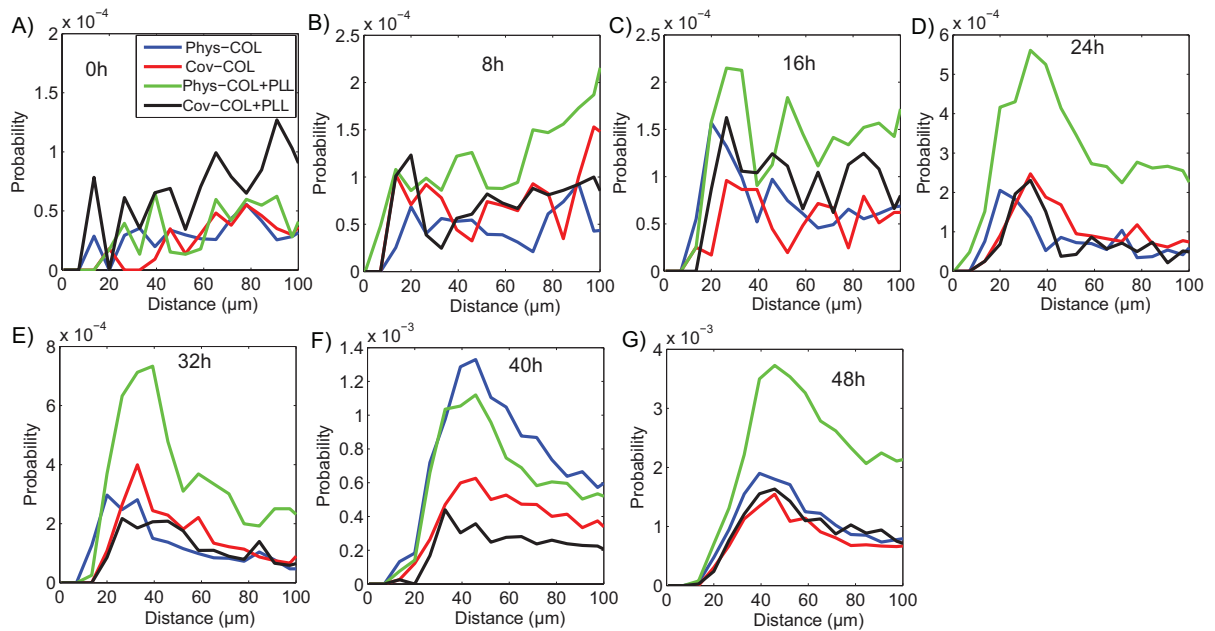 A)
x 10⁻⁴
2
1.5
1
0.5
0
Probability
0h
Phys−COL
Cov−COL
Phys−COL+PLL
Cov−COL+PLL
0 20 40 60 80 100
Distance (µm)
B)
x 10⁻⁴
2.5
2
1.5
1
0.5
0
Probability
8h
0 20 40 60 80 100
Distance (µm)
C)
x 10⁻⁴
2.5
2
1.5
1
0.5
0
Probability
16h
0 20 40 60 80 100
Distance (µm)
D)
x 10⁻⁴
6
5
4
3
2
1
0
Probability
24h
0 20 40 60 80 100
Distance (µm)
E)
x 10⁻⁴
8
6
4
2
0
Probability
32h
0 20 40 60 80 100
Distance (µm)
F)
x 10⁻³
1.4
1.2
1
0.8
0.6
0.4
0.2
0
Probability
40h
0 20 40 60 80 100
Distance (µm)
G)
x 10⁻³
4
3
2
1
0
Probability
48h
0 20 40 60 80 100
Distance (µm)